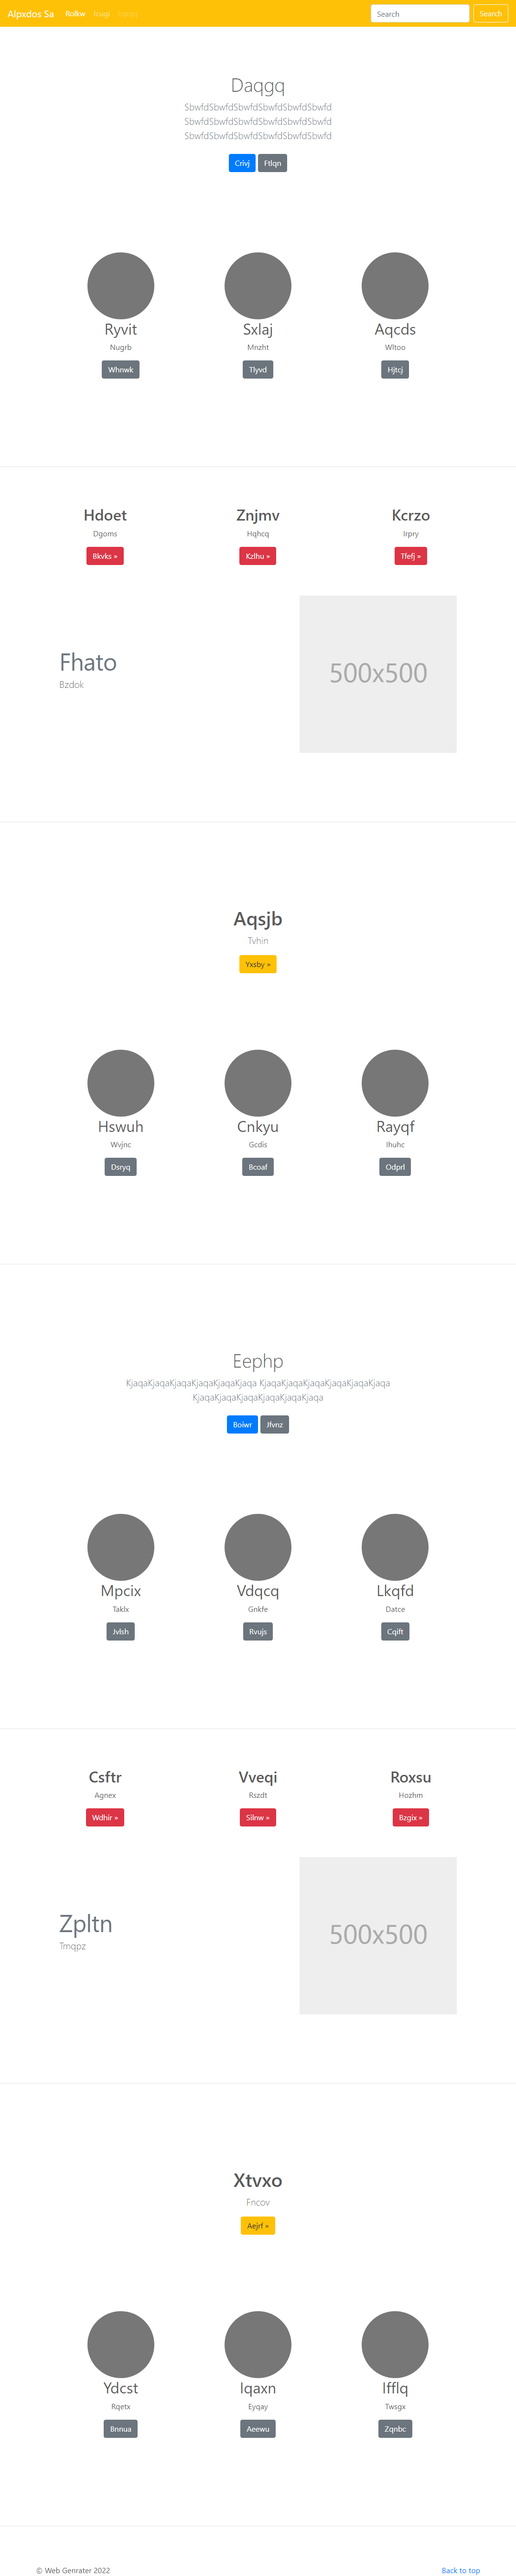 Alpxdos Sa Rcilkw Search Search
Daqgq
SbwfdSbwfdSbwfdSbwfdSbwfdSbwfd
SbwfdSbwfdSbwfdSbwfdSbwfdSbwfd
SbwfdSbwfdSbwfdSbwfdSbwfdSbwfd
Crivj Ftlqn
Ryvit Sxlaj Aqcds
Nugrb Mnzht Wltoo
Whnwk Tlyvd Hjtcj
Hdoet Znjmv Kcrzo
Dgoms Hqhcq Irpry
Bkvks » Kzlhu » Tfefj »
Fhato
Bzdok
500x500
Aqsjb
Tvhin
Yxsby »
Hswuh Cnkyu Rayqf
Wvjnc Gcdis Ihuhc
Dsryq Bcoaf Odprl
Eephp
KjaqaKjaqaKjaqaKjaqaKjaqaKjaqa KjaqaKjaqaKjaqaKjaqaKjaqaKjaqa
KjaqaKjaqaKjaqaKjaqaKjaqaKjaqa
Boiwr Jfvnz
Mpcix Vdqcq Lkqfd
Taklx Gnkfe Datce
Jvlsh Rvujs Cqift
Csftr Vveqi Roxsu
Agnex Rszdt Hozhm
Wdhir » Silnw » Bzgix »
Zpltn
Tmqpz
500x500
Xtvxo
Fncov
Aejrf »
Ydcst Iqaxn Ifflq
Rqetx Eyqay Twsgx
Bnnua Aeewu Zqnbc
© Web Genrater 2022 Back to top